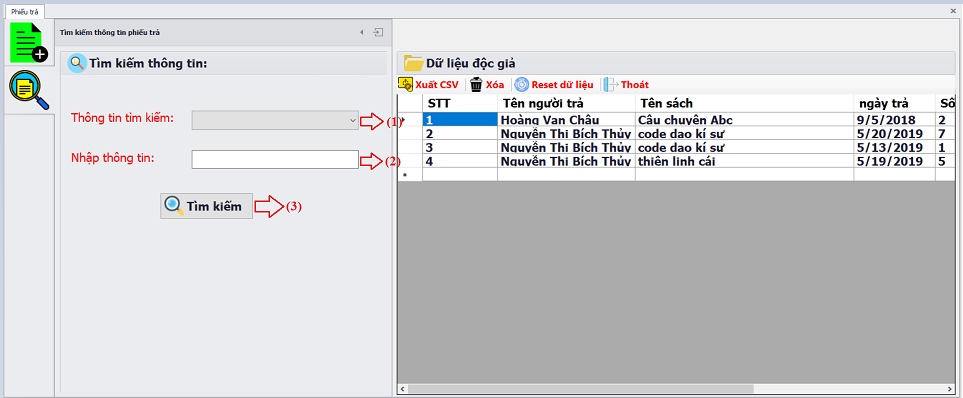 Phiếu trả
Tìm kiếm thông tin phiếu trả
Tìm kiếm thông tin:
Thông tin tìm kiếm:
(1)
Nhập thông tin:
(2)
Tìm kiếm
(3)
Dữ liệu độc giả
Xuất CSV Xóa Reset dữ liệu Thoát
STT Tên người trả Tên sách ngày trả Số
1 Hoàng Van Châu Câu chuyện Abc 9/5/2018 2
2 Nguyễn Thi Bích Thủy code dao kí sư 5/20/2019 7
3 Nguyễn Thi Bích Thủy code dao kí sư 5/13/2019 1
4 Nguyễn Thi Bích Thủy thiên linh cái 5/19/2019 5